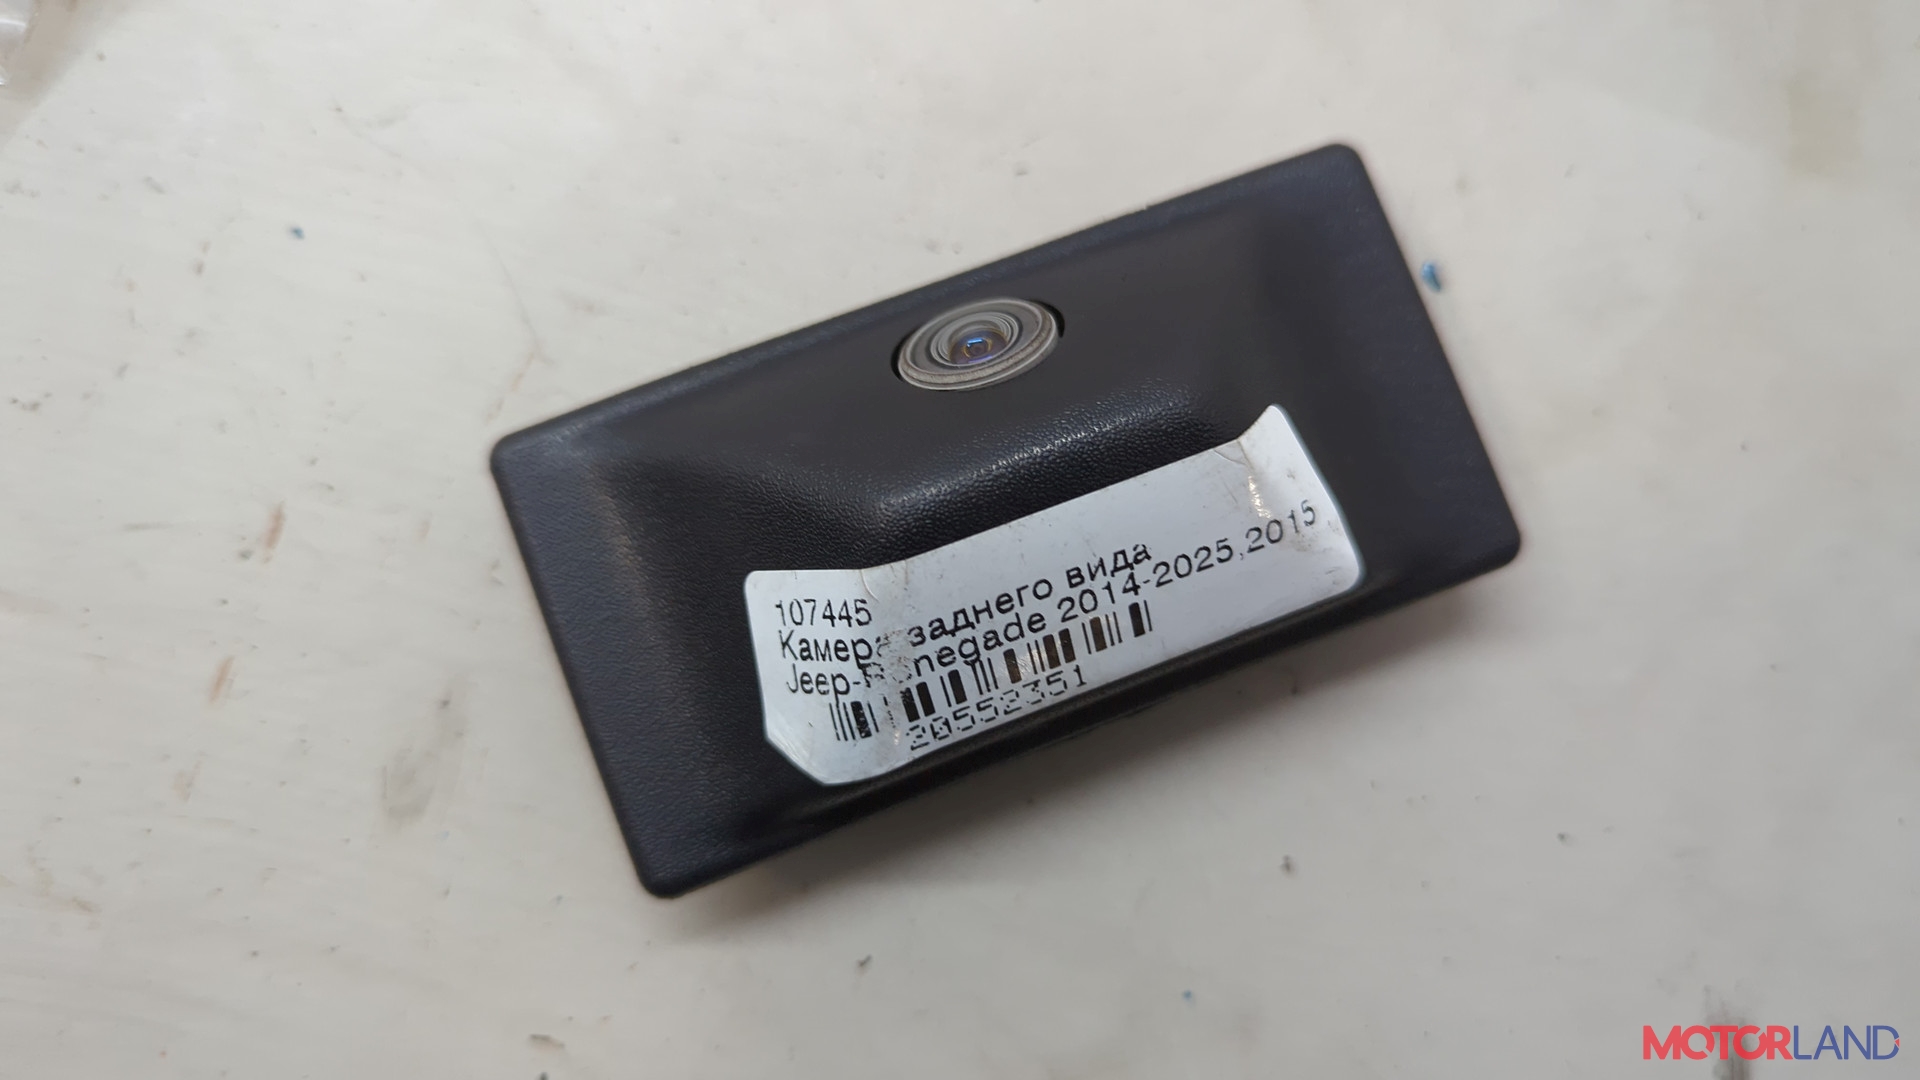 107445
Камера заднего вида
Jeep-Renegade 2014-2025,2015
20552351
MOTORLAND